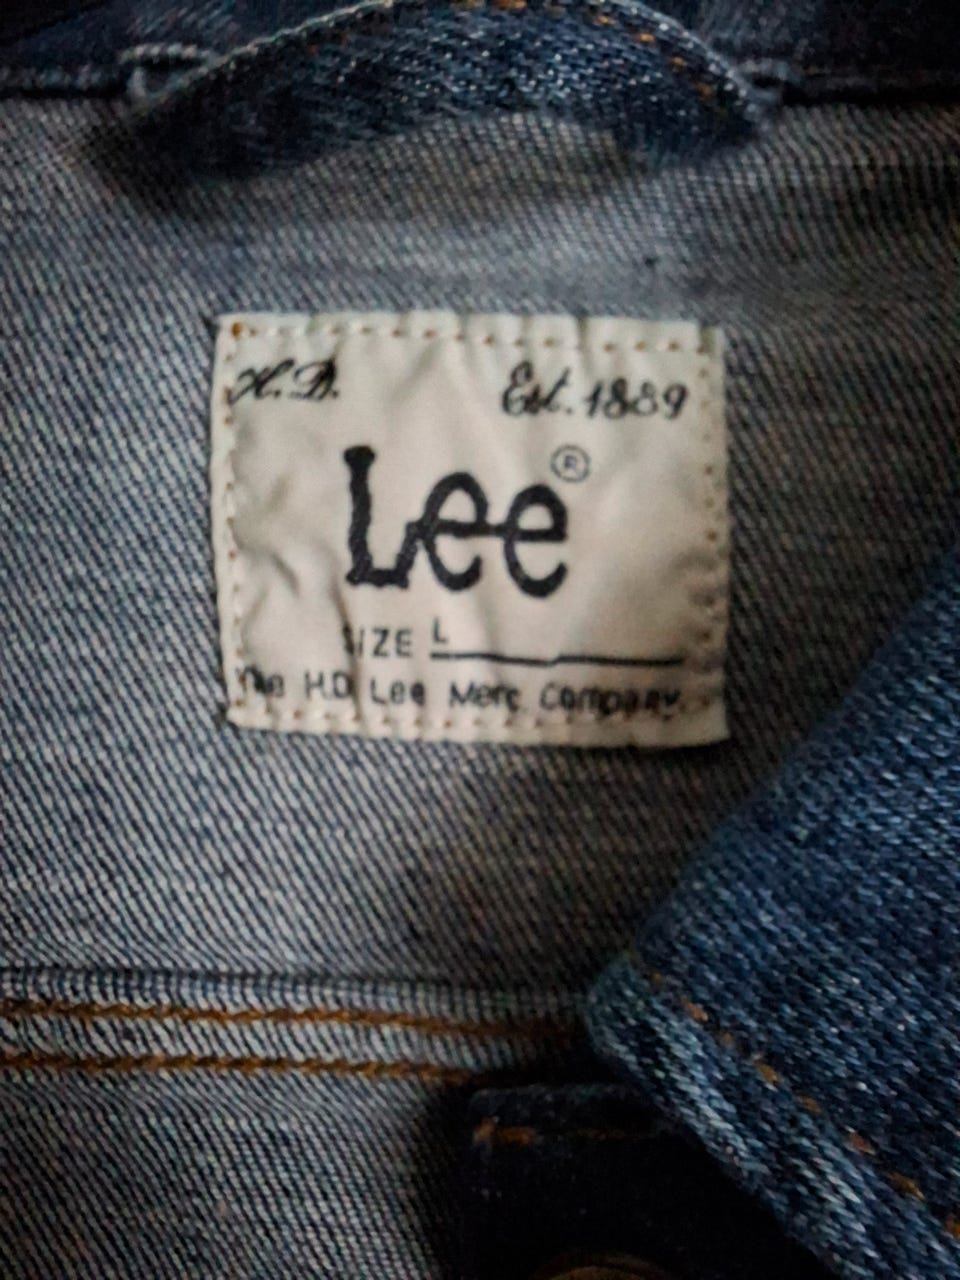 H.D. Est. 1889
Lee ®
SIZE L
The H.D. Lee Merc Company.